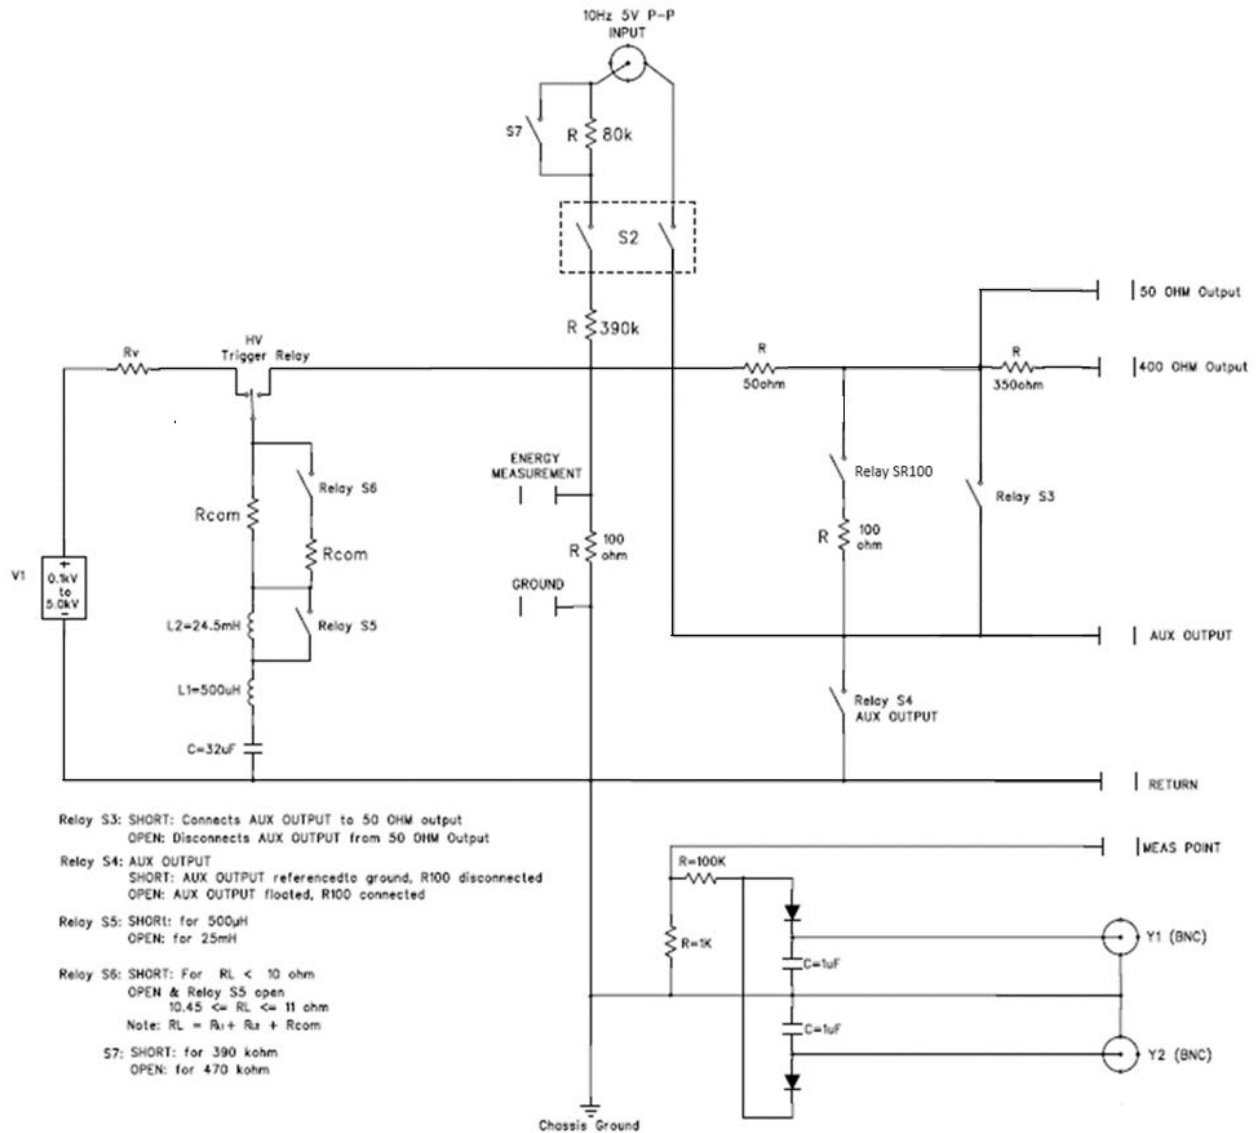 10Hz 5V P-P
INPUT
S7
R
80k
S2
R
390k
50 OHM Output
HV
Trigger Relay
Rv
R
50ohm
R
350ohm
400 OHM Output
ENERGY
MEASUREMENT
Relay SR100
Relay S6
Rcom
Rcom
Relay S3
R
100
ohm
R
100
ohm
V1
+
0.1kV
to
5.0kV
-
GROUND
L2=24.5mH
Relay S5
AUX OUTPUT
L1=500uH
Relay S4
AUX OUTPUT
C=32uF
RETURN
Relay S3: SHORT: Connects AUX OUTPUT to 50 OHM output
OPEN: Disconnects AUX OUTPUT from 50 OHM Output
Relay S4: AUX OUTPUT
SHORT: AUX OUTPUT referencedto ground, R100 disconnected
OPEN: AUX OUTPUT floated, R100 connected
Relay S5: SHORt: for 500µH
OPEN: for 25mH
Relay S6: SHORT: For RL < 10 ohm
OPEN & Relay S5 open
10.45 <= RL <= 11 ohm
Note: RL = + + Rcom
S7: SHORT: for 390 kohm
OPEN: for 470 kohm
MEAS POINT
R=100K
R=1K
C=1uF
Y1 (BNC)
C=1uF
Y2 (BNC)
Chassis Ground